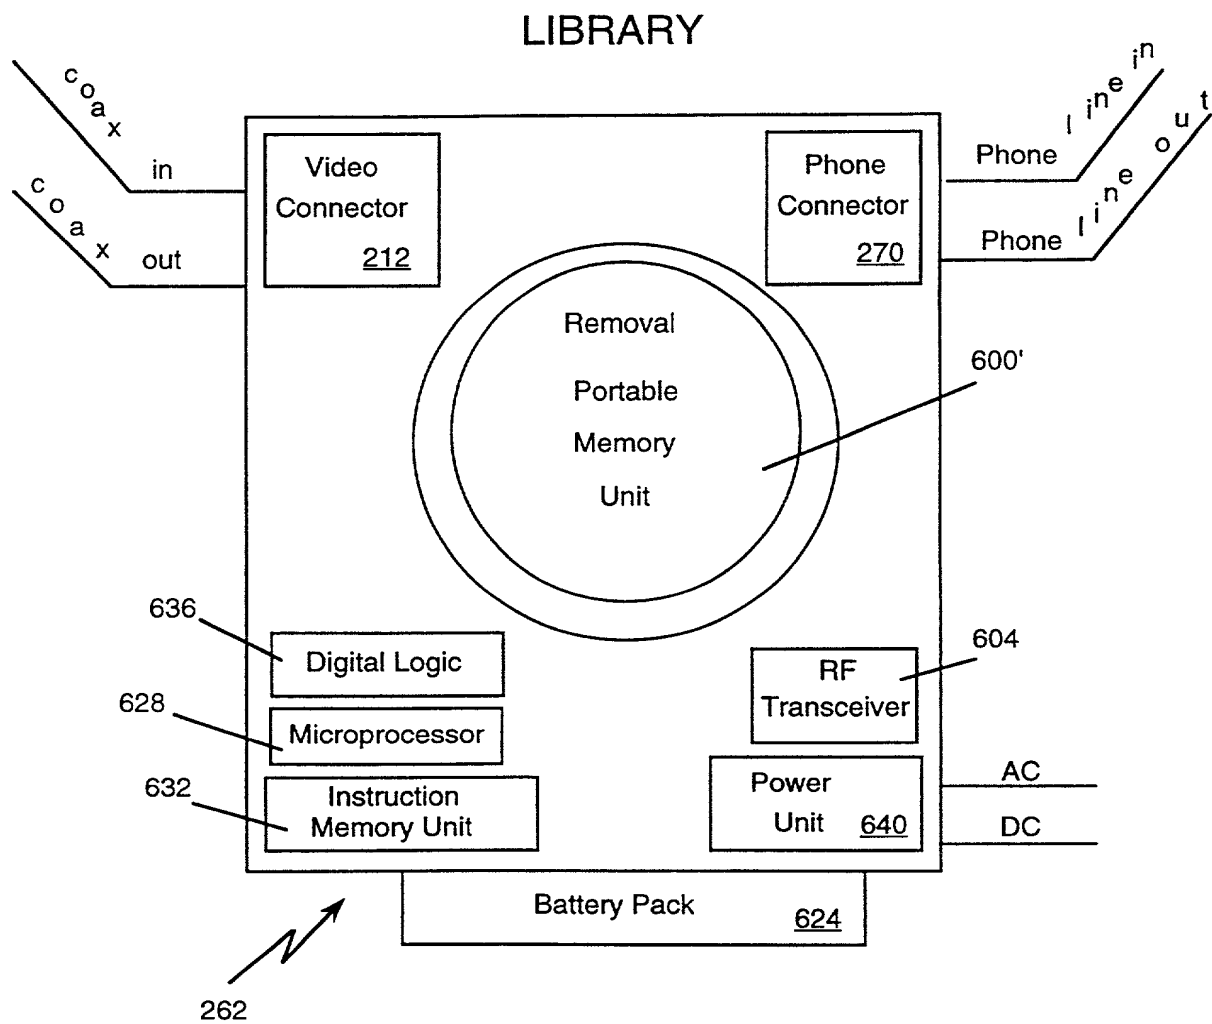 LIBRARY
coax in
coax out
Video
Connector
212
Phone
Connector
270
Phone line in
Phone line out
Removal
Portable
Memory
Unit
600'
636
Digital Logic
628
Microprocessor
632
Instruction
Memory Unit
604
RF
Transceiver
Power
Unit 640
AC
DC
Battery Pack 624
262